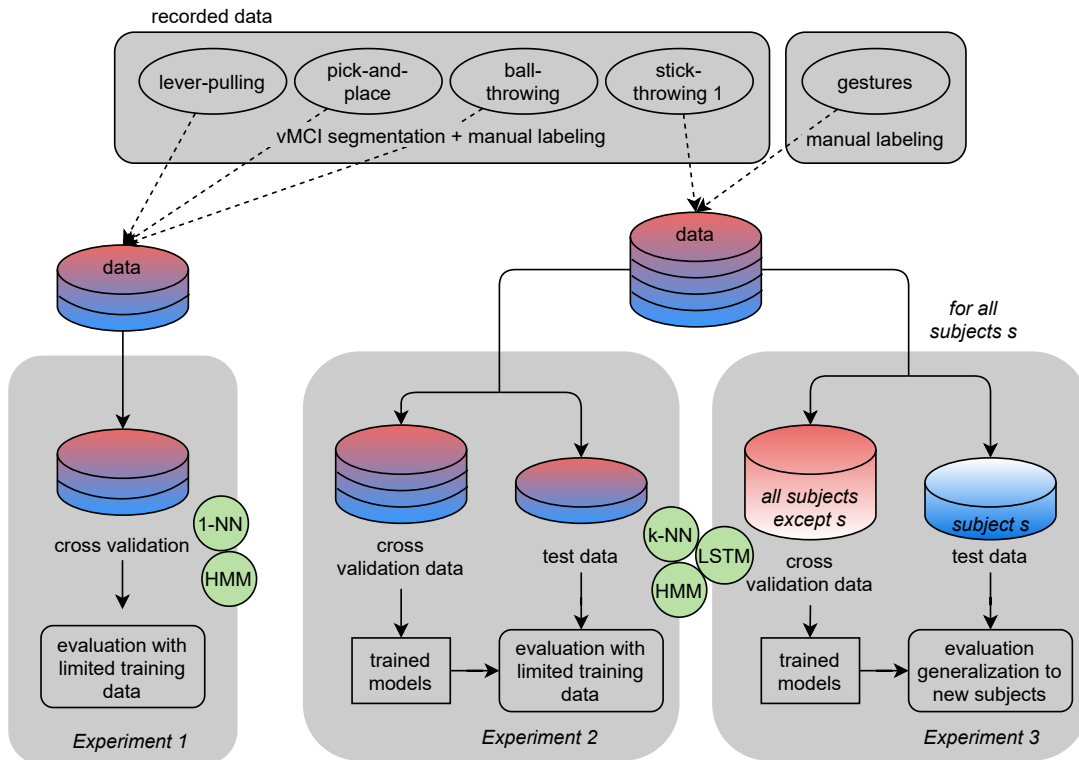 recorded data
lever-pulling
pick-and-
place
ball-
throwing
stick-
throwing 1
gestures
vMCI segmentation + manual labeling
manual labeling
data
data
for all
subjects s
cross validation
1-NN
HMM
evaluation with
limited training
data
Experiment 1
cross
validation data
test data
k-NN
LSTM
HMM
trained
models
evaluation with
limited training
data
Experiment 2
all subjects
except s
subject s
cross
validation data
test data
trained
models
evaluation
generalization to
new subjects
Experiment 3